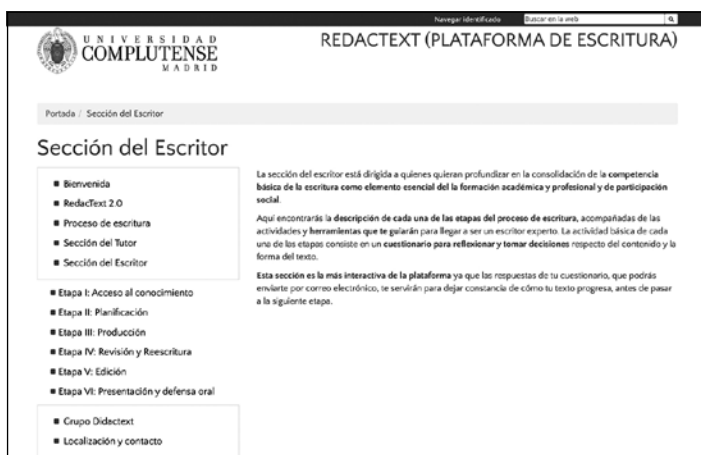 Navegar identificado
Buscar en la web
UNIVERSIDAD
COMPLUTENSE
MADRID
REDACTEXT (PLATAFORMA DE ESCRITURA)
Portada / Sección del Escritor
Sección del Escritor
Bienvenida
RedacText 2.0
Proceso de escritura
Sección del Tutor
Sección del Escritor
Etapa I: Acceso al conocimiento
Etapa II: Planificación
Etapa III: Producción
Etapa IV: Revisión y Reescritura
Etapa V: Edición
Etapa VI: Presentación y defensa oral
Grupo Didactext
Localización y contacto
La sección del escritor está dirigida a quienes quieran profundizar en la consolidación de la competencia
básica de la escritura como elemento esencial del la formación académica y profesional y de participación
social.
Aquí encontrarás la descripción de cada una de las etapas del proceso de escritura, acompañadas de las
actividades y herramientas que te guiarán para llegar a ser un escritor experto. La actividad básica de cada
una de las etapas consiste en un cuestionario para reflexionar y tomar decisiones respecto del contenido y la
forma del texto.
Esta sección es la más interactiva de la plataforma ya que las respuestas de tu cuestionario, que podrás
enviarte por correo electrónico, te servirán para dejar constancia de cómo tu texto progresa, antes de pasar
a la siguiente etapa.